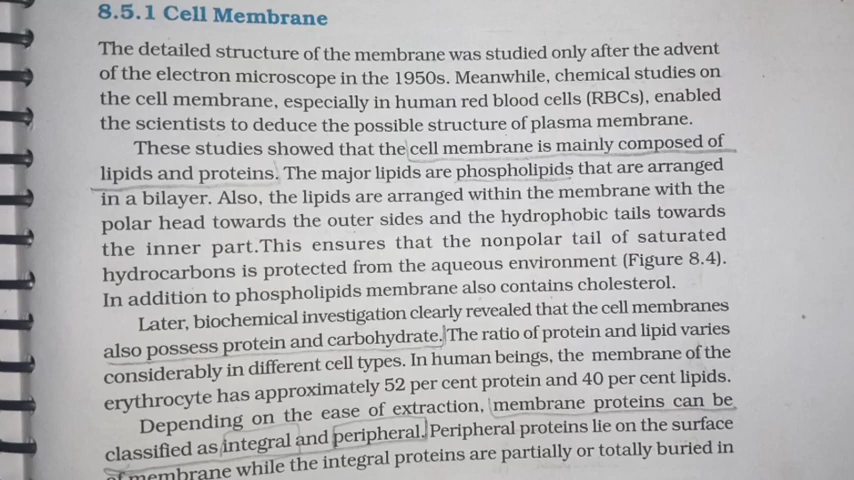 8.5.1 Cell Membrane
The detailed structure of the membrane was studied only after the advent
of the electron microscope in the 1950s. Meanwhile, chemical studies on
the cell membrane, especially in human red blood cells (RBCs), enabled
the scientists to deduce the possible structure of plasma membrane.
These studies showed that the cell membrane is mainly composed of
lipids and proteins. The major lipids are phospholipids that are arranged
in a bilayer. Also, the lipids are arranged within the membrane with the
polar head towards the outer sides and the hydrophobic tails towards
the inner part.This ensures that the nonpolar tail of saturated
hydrocarbons is protected from the aqueous environment (Figure 8.4).
In addition to phospholipids membrane also contains cholesterol.
Later, biochemical investigation clearly revealed that the cell membranes
also possess protein and carbohydrate. The ratio of protein and lipid varies
considerably in different cell types. In human beings, the membrane of the
erythrocyte has approximately 52 per cent protein and 40 per cent lipids.
Depending on the ease of extraction, membrane proteins can be
classified as integral and peripheral. Peripheral proteins lie on the surface
of membrane while the integral proteins are partially or totally buried in